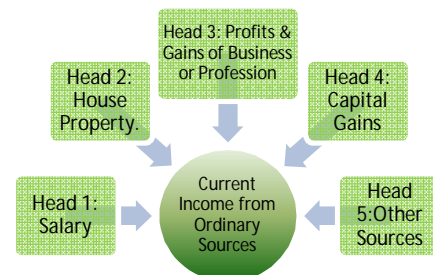 Head 3: Profits &
Gains of Business
or Profession
Head 2:
House
Property.
Head 4:
Capital
Gains
Head 1:
Salary
Current
Income from
Ordinary
Sources
Head
5:Other
Sources